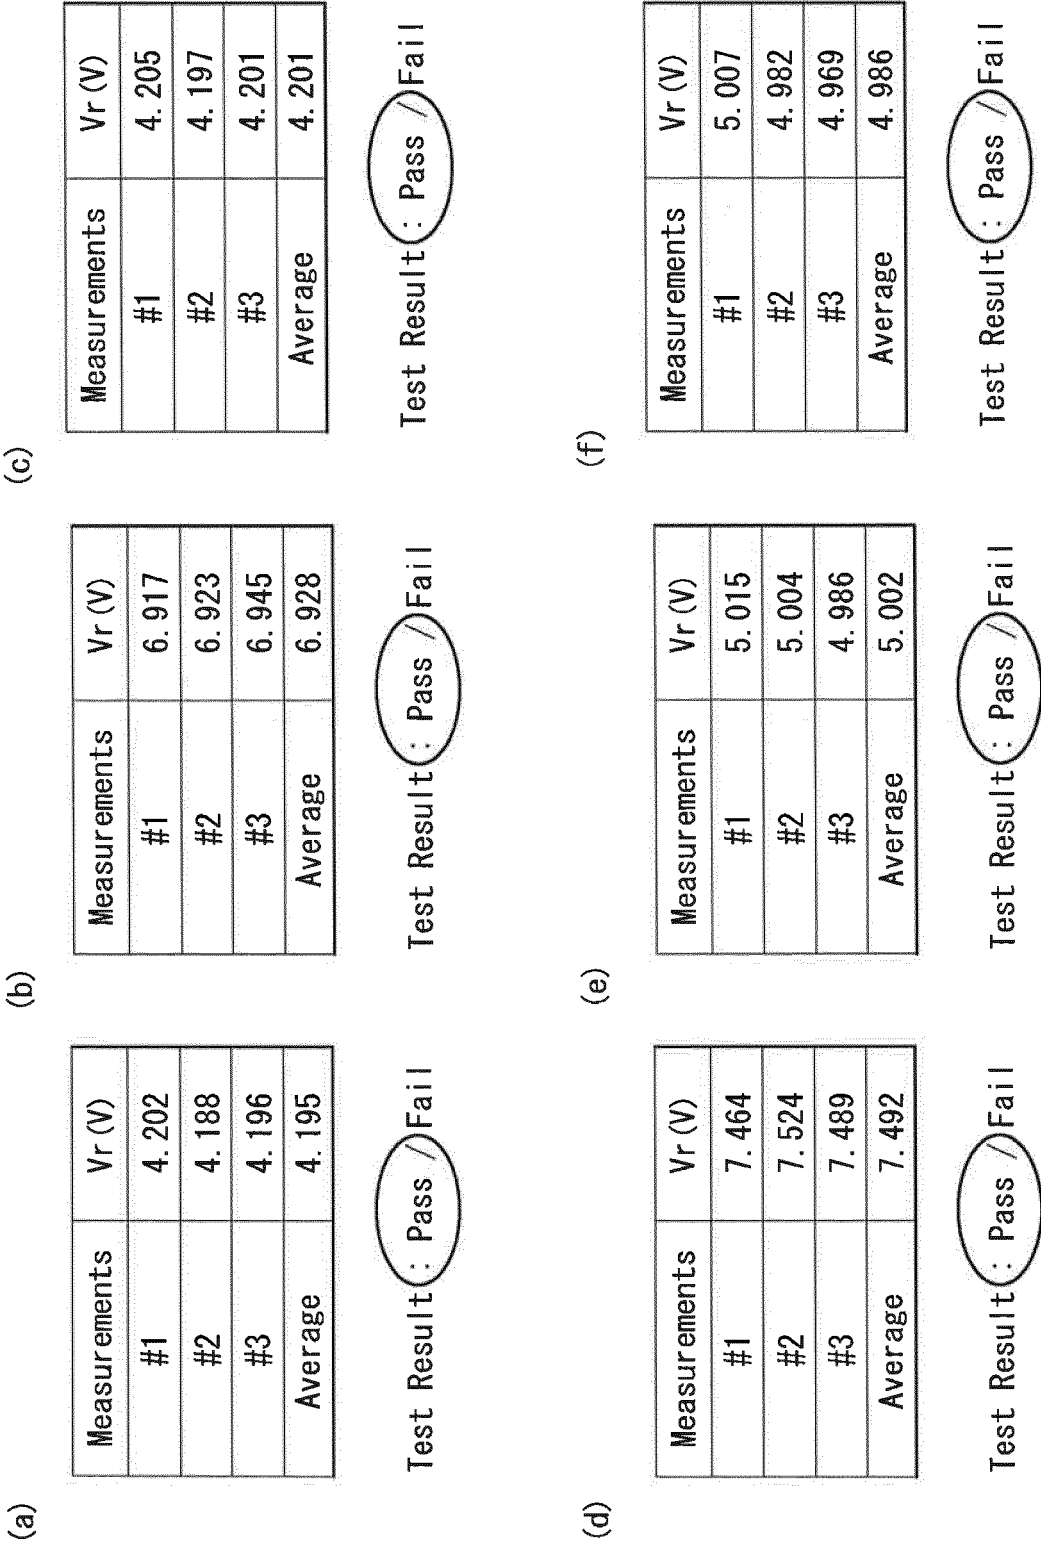 (a)
Measurements Vr(V)
#1 4.202
#2 4.188
#3 4.196
Average 4.195
Test Result: Pass / Fail
(b)
Measurements Vr(V)
#1 6.917
#2 6.923
#3 6.945
Average 6.928
Test Result: Pass / Fail
(c)
Measurements Vr(V)
#1 4.205
#2 4.197
#3 4.201
Average 4.201
Test Result: Pass / Fail
(d)
Measurements Vr(V)
#1 7.464
#2 7.524
#3 7.489
Average 7.492
Test Result: Pass / Fail
(e)
Measurements Vr(V)
#1 5.015
#2 5.004
#3 4.986
Average 5.002
Test Result: Pass / Fail
(f)
Measurements Vr(V)
#1 5.007
#2 4.982
#3 4.969
Average 4.986
Test Result: Pass / Fail